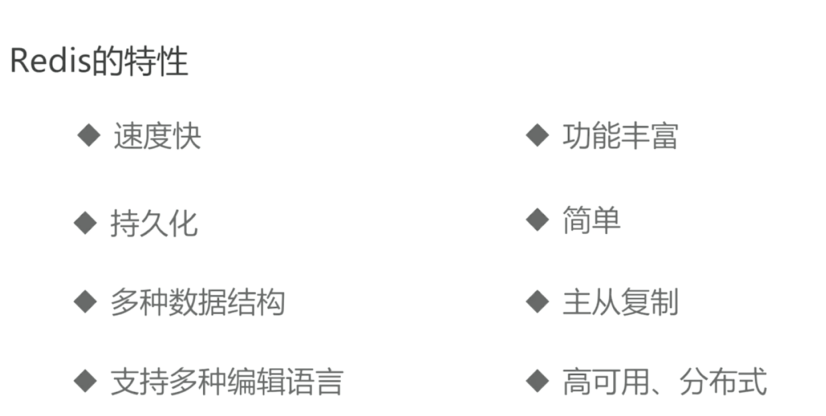 Redis的特性
◆ 速度快
◆ 持久化
◆ 多种数据结构
◆ 支持多种编辑语言
◆ 功能丰富
◆ 简单
◆ 主从复制
◆ 高可用、分布式